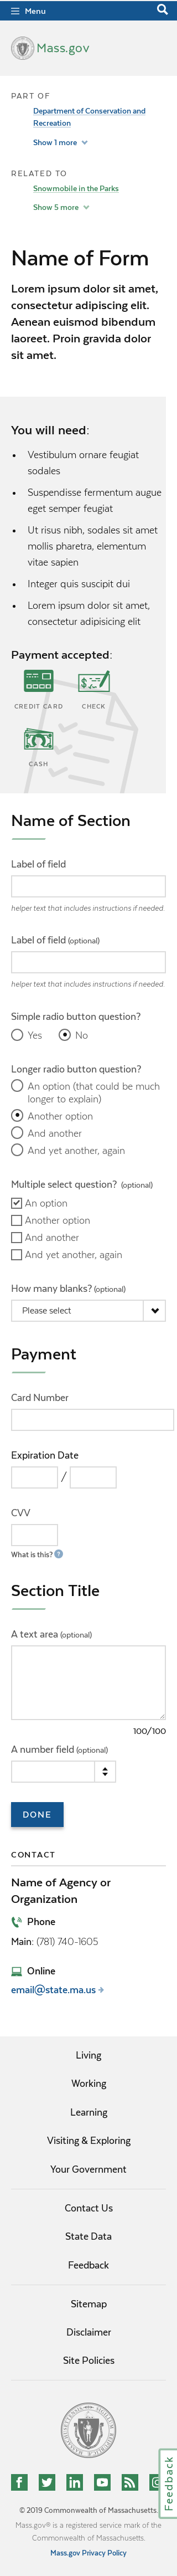 Menu
Mass.gov
PART OF
Department of Conservation and
Recreation
Show 1 more
RELATED TO
Snowmobile in the Parks
Show 5 more
Name of Form
Lorem ipsum dolor sit amet,
consectetur adipiscing elit.
Aenean euismod bibendum
laoreet. Proin gravida dolor
sit amet.
You will need:
• Vestibulum ornare feugiat
sodales
• Suspendisse fermentum augue
eget semper feugiat
• Ut risus nibh, sodales sit amet
mollis pharetra, elementum
vitae sapien
• Integer quis suscipit dui
• Lorem ipsum dolor sit amet,
consectetur adipisicing elit
Payment accepted:
CREDIT CARD CHECK
CASH
Name of Section
Label of field
helper text that includes instructions if needed.
Label of field (optional)
helper text that includes instructions if needed.
Simple radio button question?
Yes No
Longer radio button question?
An option (that could be much
longer to explain)
Another option
And another
And yet another, again
Multiple select question? (optional)
An option
Another option
And another
And yet another, again
How many blanks? (optional)
Please select
Payment
Card Number
Expiration Date
/
CVV
What is this? ?
Section Title
A text area (optional)
100/100
A number field (optional)
DONE
CONTACT
Name of Agency or
Organization
Phone
Main: (781) 740-1605
Online
email@state.ma.us
Living
Working
Learning
Visiting & Exploring
Your Government
Contact Us
State Data
Feedback
Sitemap
Disclaimer
Site Policies
Feedback
© 2019 Commonwealth of Massachusetts.
Mass.gov® is a registered service mark of the
Commonwealth of Massachusetts.
Mass.gov Privacy Policy